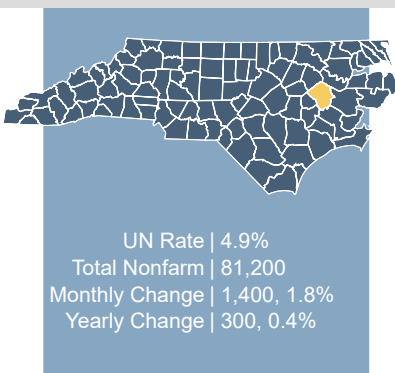 UN Rate | 4.9%
Total Nonfarm | 81,200
Monthly Change | 1,400, 1.8%
Yearly Change | 300, 0.4%